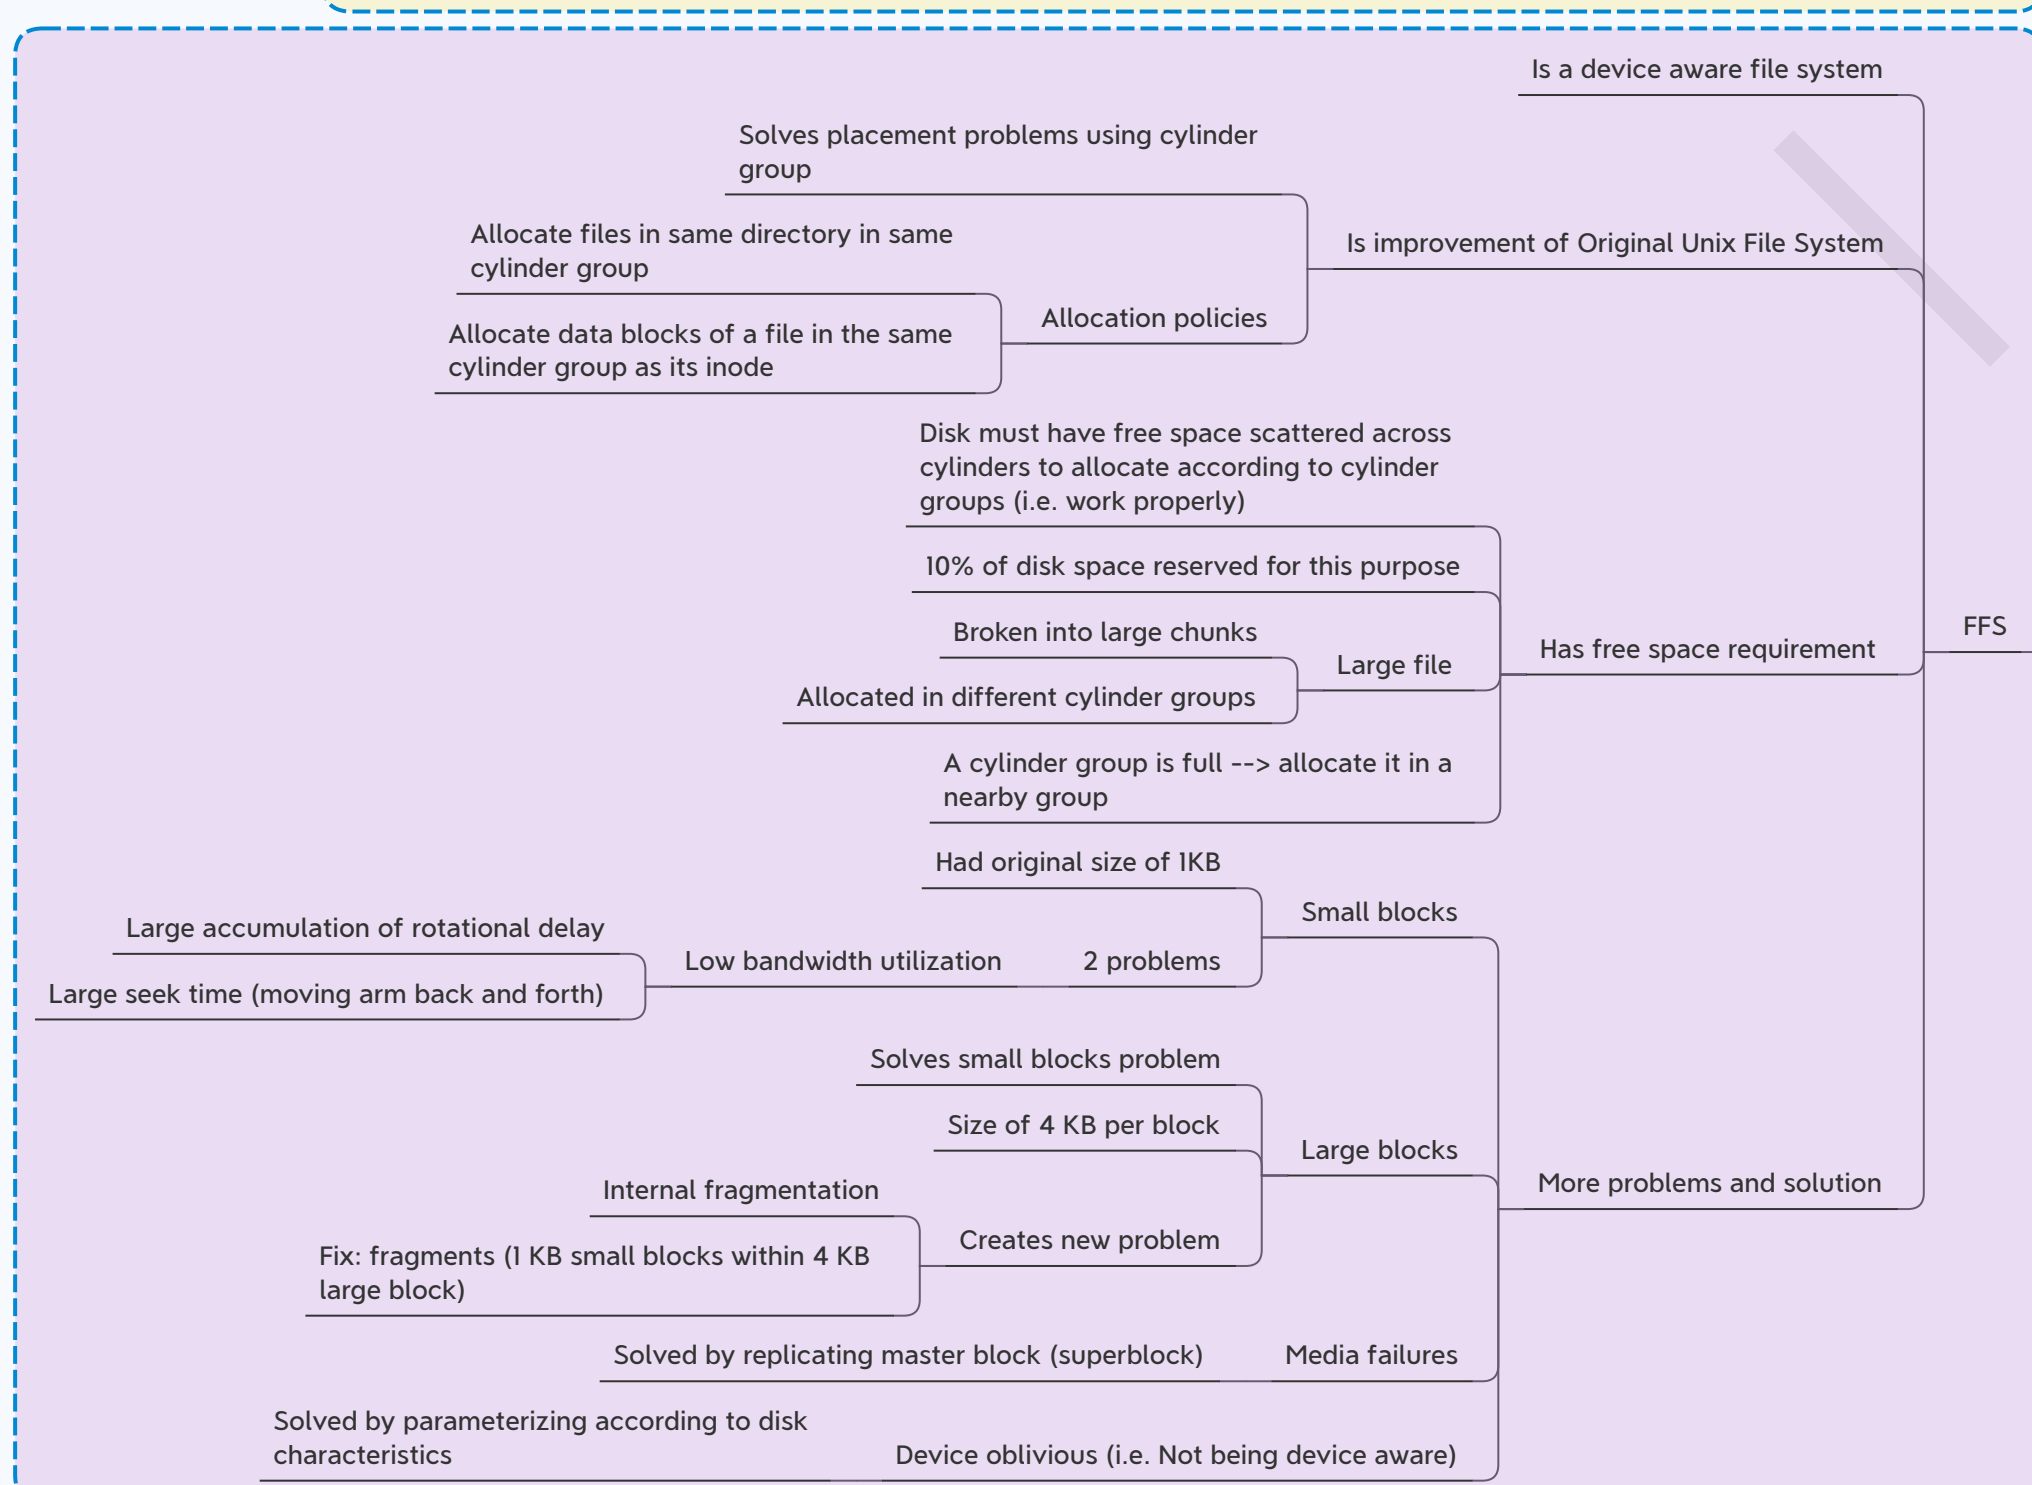 Is a device aware file system
Solves placement problems using cylinder
group
Is improvement of Original Unix File System
Allocate files in same directory in same
cylinder group
Allocation policies
Allocate data blocks of a file in the same
cylinder group as its inode
Disk must have free space scattered across
cylinders to allocate according to cylinder
groups (i.e. work properly)
10% of disk space reserved for this purpose
Broken into large chunks
Large file
Allocated in different cylinder groups
Has free space requirement
FFS
A cylinder group is full --> allocate it in a
nearby group
Had original size of 1KB
Small blocks
Large accumulation of rotational delay
Low bandwidth utilization
2 problems
Large seek time (moving arm back and forth)
Solves small blocks problem
Size of 4 KB per block
Large blocks
More problems and solution
Internal fragmentation
Creates new problem
Fix: fragments (1 KB small blocks within 4 KB
large block)
Solved by replicating master block (superblock)
Media failures
Solved by parameterizing according to disk
characteristics
Device oblivious (i.e. Not being device aware)